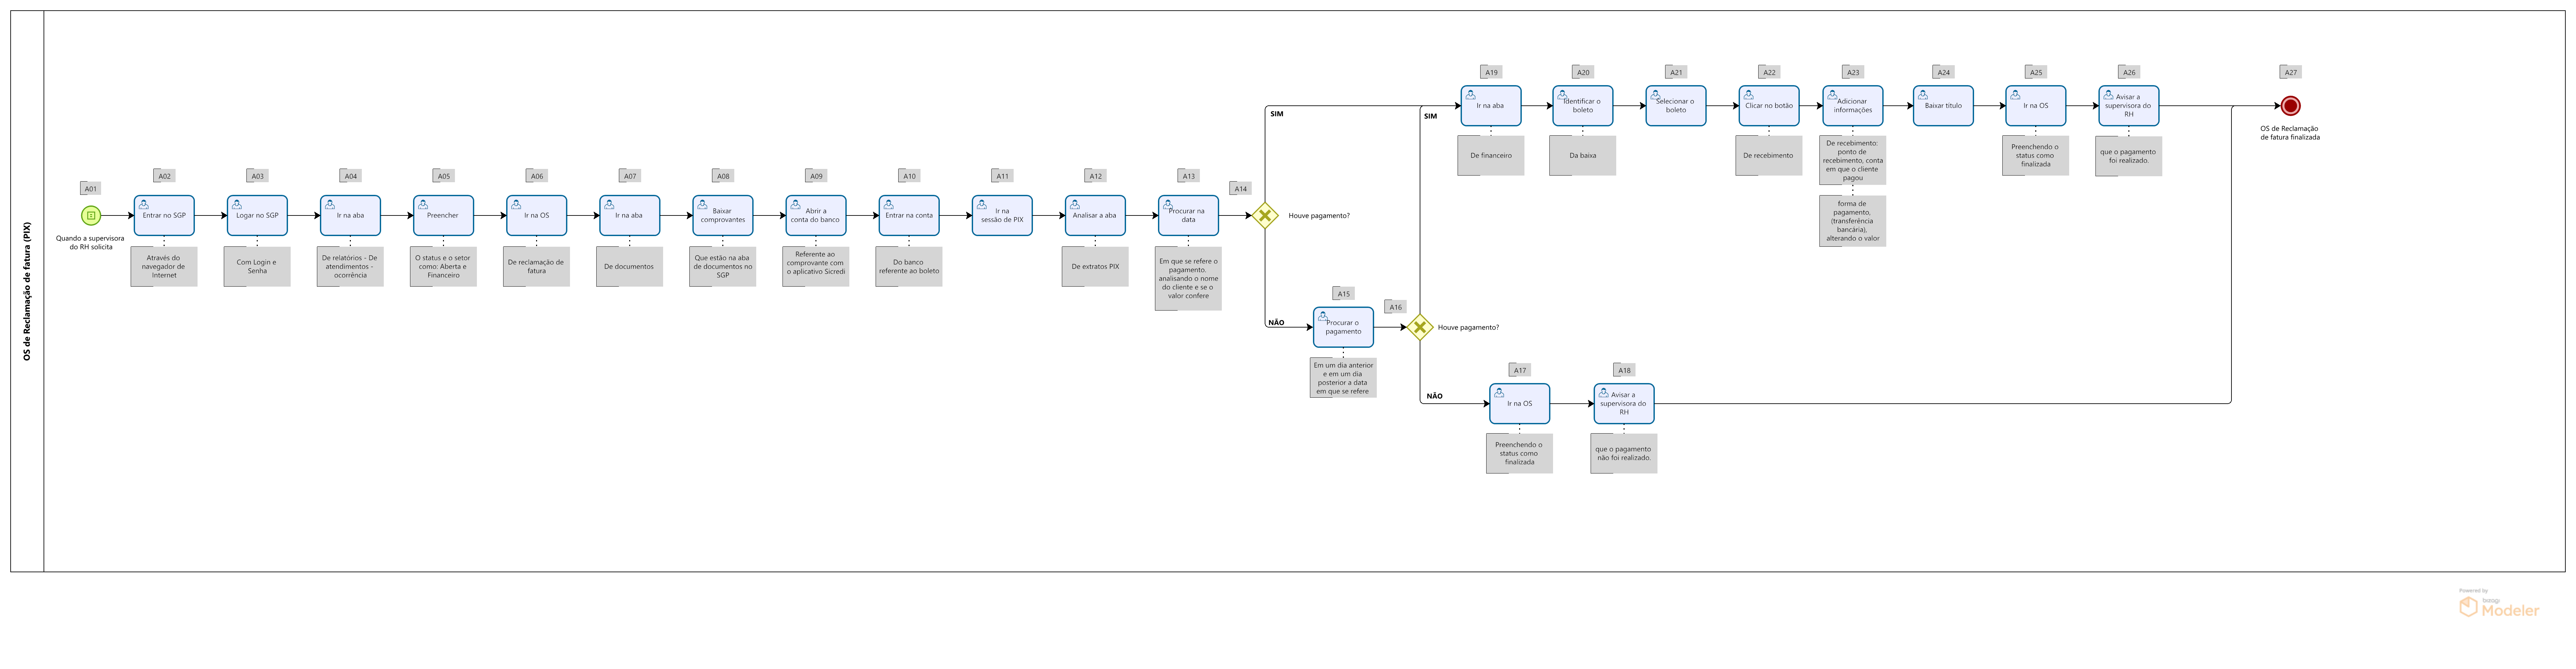 OS de Reclamação de fatura (PIX)
A01
Quando a supervisora
do RH solicita
A02
Entrar no SGP
Através do
navegador de
Internet
A03
Logar no SGP
Com Login e
Senha
A04
Ir na aba
De relatórios - De
atendimentos -
ocorrência
A05
Preencher
O status e o setor
como: Aberta e
Financeiro
A06
Ir na OS
De reclamação de
fatura
A07
Ir na aba
De documentos
A08
Baixar
comprovantes
Que estão na aba
de documentos no
SGP
A09
Abrir a
conta do banco
Referente ao
comprovante com
o aplicativo Sicredi
A10
Entrar na conta
Do banco
referente ao boleto
A11
Ir na
sessão de PIX
A12
Analisar a aba
De extratos PIX
A13
Procurar na
data
Em que se refere o
pagamento.
analisando o nome
do cliente e se o
valor confere
A14
Houve pagamento?
SIM
NÃO
A15
Procurar o
pagamento
Em um dia anterior
e em um dia
posterior a data
em que se refere
A16
Houve pagamento?
SIM
NÃO
A17
Ir na OS
Preenchendo o
status como
finalizada
A18
Avisar a
supervisora do
RH
que o pagamento
não foi realizado.
A19
Ir na aba
De financeiro
A20
Identificar o
boleto
Da baixa
A21
Selecionar o
boleto
A22
Clicar no botão
De recebimento
A23
Adicionar
informações
De recebimento:
ponto de
recebimento, conta
em que o cliente
pagou
forma de
pagamento,
(transferência
bancária),
alterando o valor
A24
Baixar titulo
A25
Ir na OS
Preenchendo o
status como
finalizada
A26
Avisar a
supervisora do
RH
que o pagamento
foi realizado.
A27
OS de Reclamação
de fatura finalizada
Powered by
bizagi
Modeler